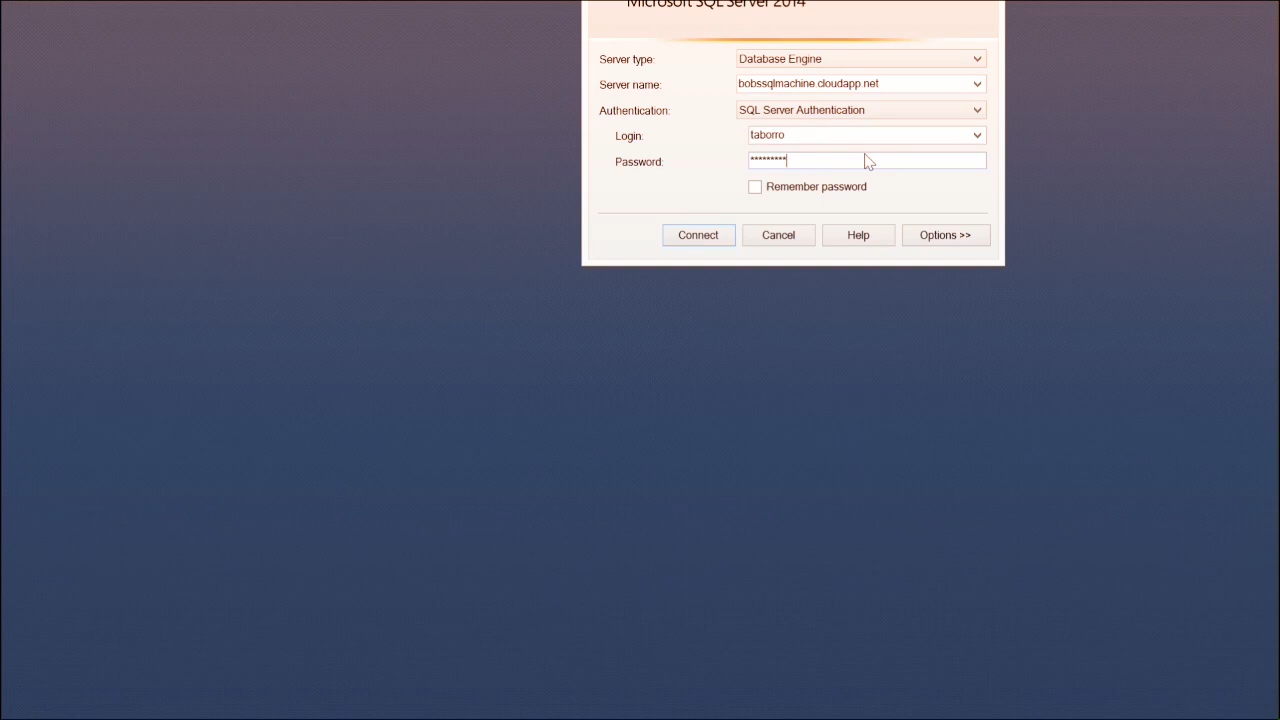 Microsoft SQL Server 2014
Server type: Database Engine
Server name: bobssqlmachine.cloudapp.net
Authentication: SQL Server Authentication
Login: taborro
Password: *********
Remember password
Connect Cancel Help Options >>